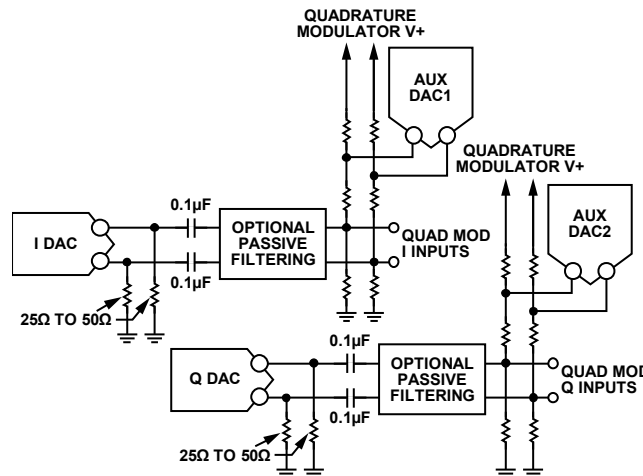 QUADRATURE
MODULATOR V+
AUX
DAC1
QUADRATURE
MODULATOR V+
AUX
DAC2
0.1µF
I DAC
OPTIONAL
PASSIVE
FILTERING
QUAD MOD
I INPUTS
0.1µF
25Ω TO 50Ω
0.1µF
Q DAC
OPTIONAL
PASSIVE
FILTERING
QUAD MOD
Q INPUTS
0.1µF
25Ω TO 50Ω